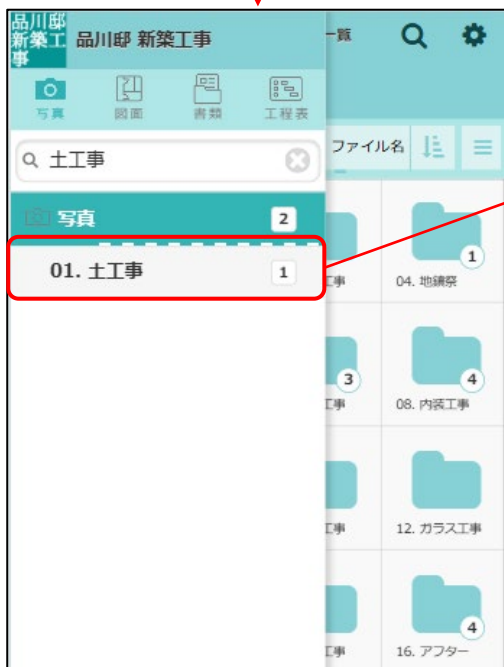 品川邸
新築工
事
品川邸 新築工事
一覧
写真
図面
書類
工程表
土工事
ファイル名
写真
2
01. 土工事
1
工事
1
04. 地鎮祭
3
工事
4
08. 内装工事
工事
12. ガラス工事
工事
4
16. アフター